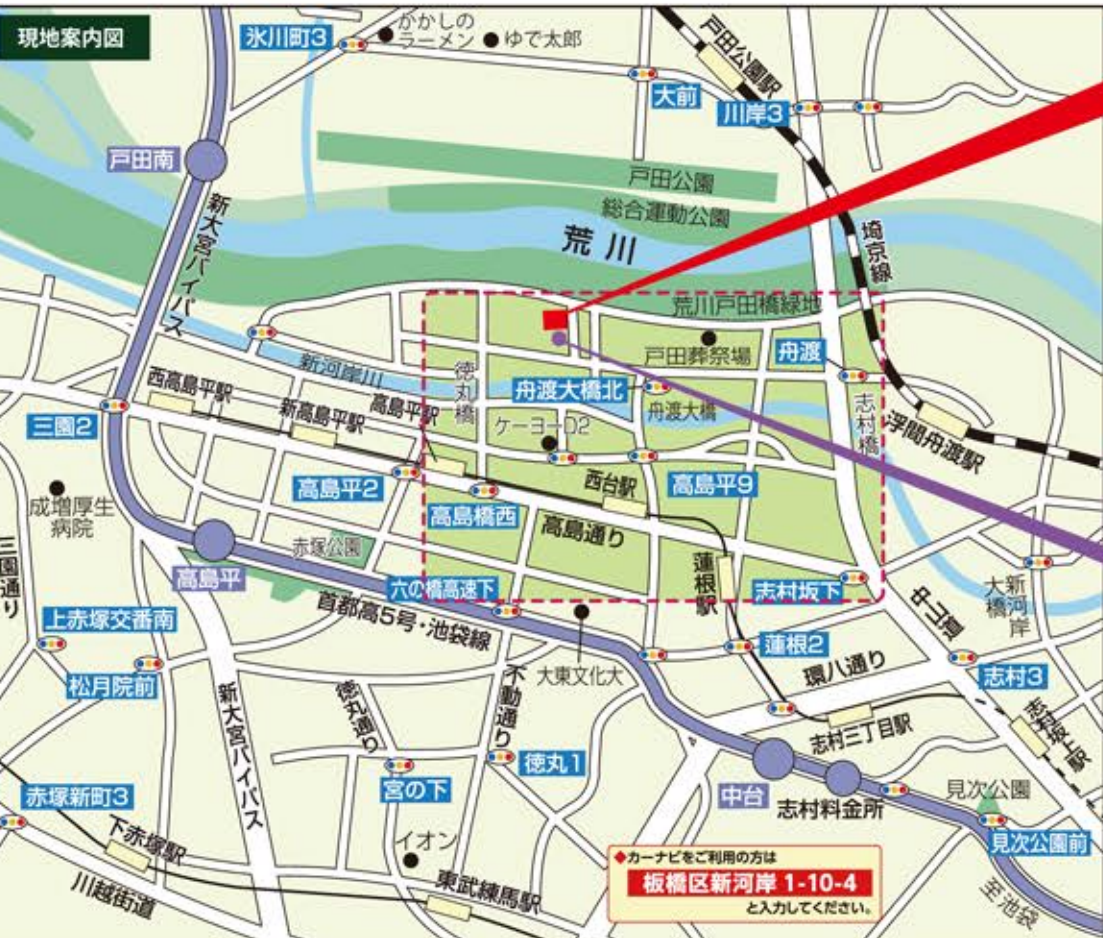 現地案内図
氷川町3
かかしの
ラーメン
ゆで太郎
戸田公園駅
大前
川岸3
戸田南
戸田公園
総合運動公園
新大宮バイパス
荒川
埼京線
荒川戸田橋緑地
戸田葬祭場
舟渡
新河岸川
徳丸橋
舟渡大橋北
舟渡大橋
志村橋
西高島平駅
新高島平駅
高島平駅
ケーヨーD2
浮間舟渡駅
三園2
高島平2
西台駅
高島平9
成増厚生
病院
高島橋西
高島通り
赤塚公園
三園通り
高島平
六の橋高速下
蓮根駅
志村坂下
新河岸
大橋
首都高5号・池袋線
中山道
上赤塚交番南
大東文化大
蓮根2
環八通り
志村3
松月院前
新大宮バイパス
徳丸通り
不動通り
志村三丁目駅
志村坂上駅
徳丸1
宮の下
中台
志村料金所
見次公園
赤塚新町3
下赤塚駅
イオン
見次公園前
川越街道
東武練馬駅
至池袋
◆カーナビをご利用の方は
板橋区新河岸 1-10-4
と入力してください。